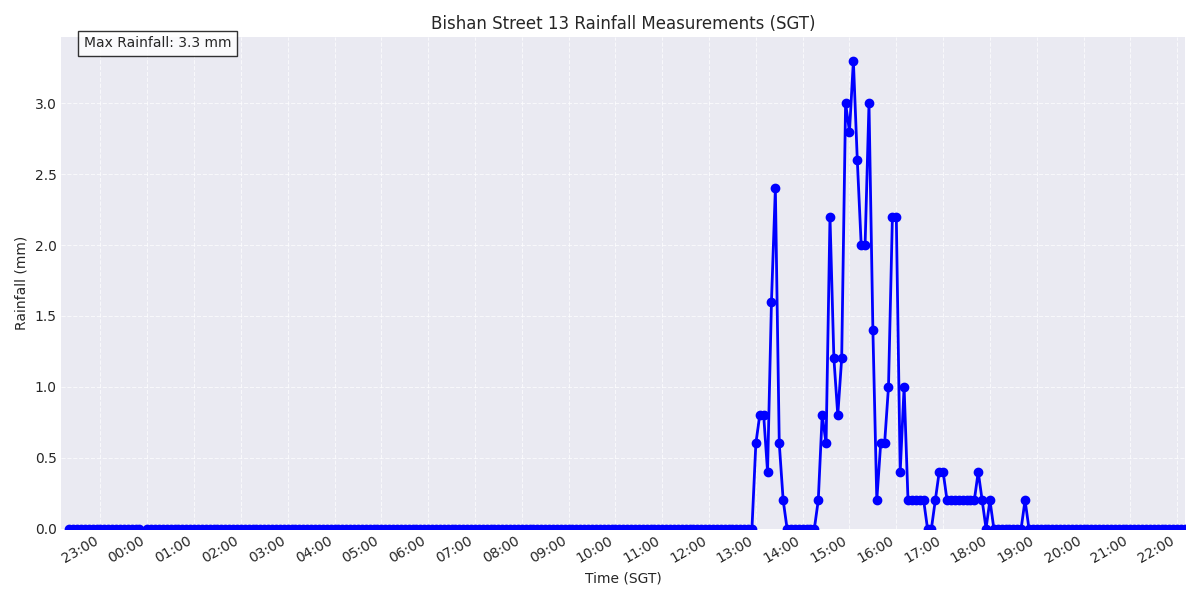 Bishan Street 13 Rainfall Measurements (SGT)
Max Rainfall: 3.3 mm
Rainfall (mm)
3.0
2.5
2.0
1.5
1.0
0.5
0.0
23:00 00:00 01:00 02:00 03:00 04:00 05:00 06:00 07:00 08:00 09:00 10:00 11:00 12:00 13:00 14:00 15:00 16:00 17:00 18:00 19:00 20:00 21:00 22:00
Time (SGT)